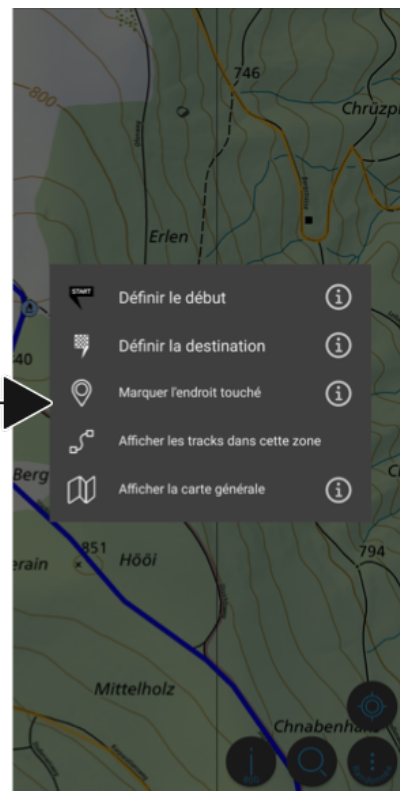 746
800
Chrüzpl
Erlen
START
Définir le début
Définir la destination
40
Marquer l'endroit touché
Afficher les tracks dans cette zone
Afficher la carte générale
Berg
erain
851
Hööi
794
Mittelholz
Chnabenha